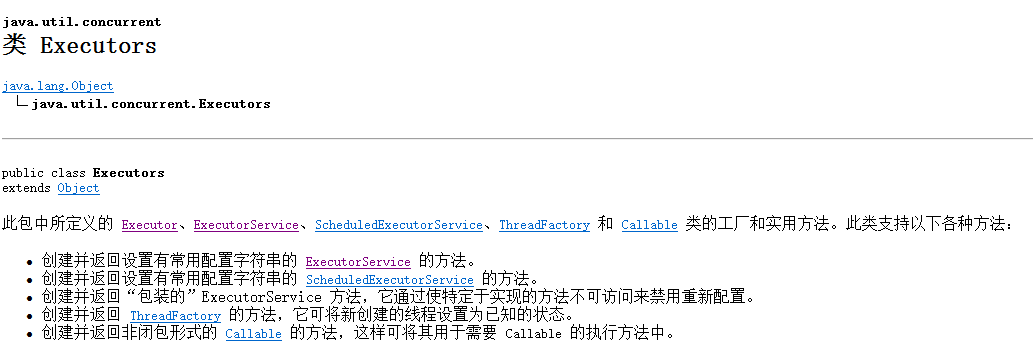 java.util.concurrent
类 Executors
java.lang.Object
java.util.concurrent.Executors
public class Executors
extends Object
此包中所定义的 Executor、ExecutorService、ScheduledExecutorService、ThreadFactory 和 Callable 类的工厂和实用方法。此类支持以下各种方法：
• 创建并返回设置有常用配置字符串的 ExecutorService 的方法。
• 创建并返回设置有常用配置字符串的 ScheduledExecutorService 的方法。
• 创建并返回“包装的”ExecutorService 方法，它通过使特定于实现的方法不可访问来禁用重新配置。
• 创建并返回 ThreadFactory 的方法，它可将新创建的线程设置为已知的状态。
• 创建并返回非闭包形式的 Callable 的方法，这样可将其用于需要 Callable 的执行方法中。